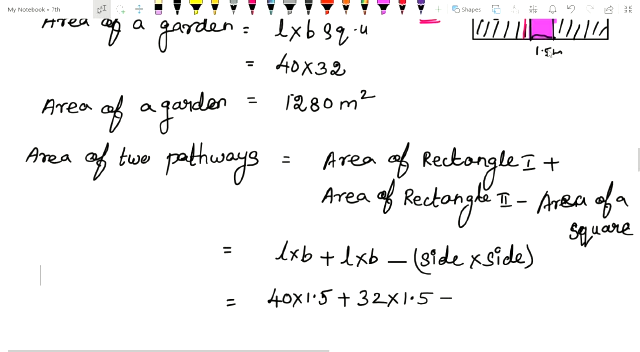 My Notebook • 7th
Shapes
Area of a garden = l×b sq.u
1.5m
= 40×32
Area of a garden = 1280 m²
Area of two pathways = Area of Rectangle I +
Area of Rectangle II - Area of a square
= l×b + l×b - (side × side)
= 40×1.5 + 32×1.5 -